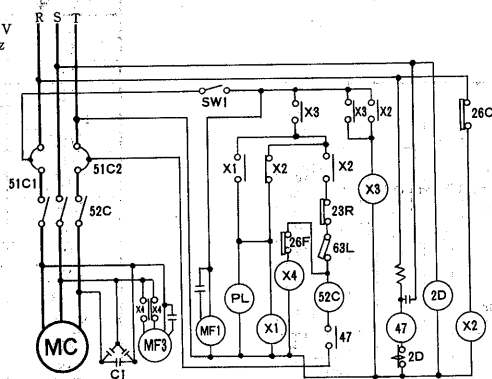 R S T
V
z
SW1
26C
X3
X3 X2
51C1 51C2
X1 X2 X2
X3
52C
23R
26F 63L
X4
X4 X4
PL
52C
47 2D
X2
MC
MF3
MF1
X1
47
2D
C1